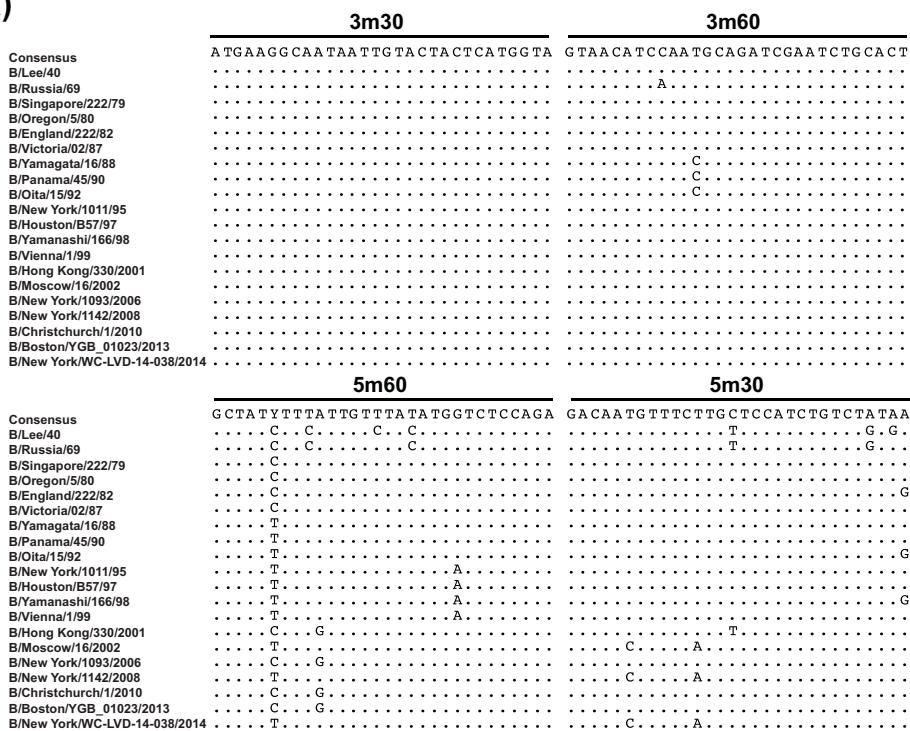 )
3m30 3m60
Consensus ATGAAGGCAATAATTGTACTACTCATGGTA GTAACATCCAATGCAGATCGAATCTGCACT
B/Lee/40 .............................. ..............................
B/Russia/69 .............................. ........A.....................
B/Singapore/222/79 .............................. ..............................
B/Oregon/5/80 .............................. ..............................
B/England/222/82 .............................. ..............................
B/Victoria/02/87 .............................. ..............................
B/Yamagata/16/88 .............................. ...........C..................
B/Panama/45/90 .............................. ...........C..................
B/Oita/15/92 .............................. ...........C..................
B/New York/1011/95 .............................. ..............................
B/Houston/B57/97 .............................. ..............................
B/Yamanashi/166/98 .............................. ..............................
B/Vienna/1/99 .............................. ..............................
B/Hong Kong/330/2001 .............................. ..............................
B/Moscow/16/2002 .............................. ..............................
B/New York/1093/2006 .............................. ..............................
B/New York/1142/2008 .............................. ..............................
B/Christchurch/1/2010 .............................. ..............................
B/Boston/YGB_01023/2013 .............................. ..............................
B/New York/WC-LVD-14-038/2014 .............................. ..............................
5m60 5m30
Consensus GCTATYTTTATTGTTTATATGGTCTCCAGA GACAATGTTTCTTGCTCCATCTGTCTATAA
B/Lee/40 .....C..C.....C..C............ ..............T...........G.G.
B/Russia/69 .....C..C........C............ ..............T...........G...
B/Singapore/222/79 .....C........................ ..............................
B/Oregon/5/80 .....C........................ ..............................
B/England/222/82 .....C........................ .............................G
B/Victoria/02/87 .....C........................ ..............................
B/Yamagata/16/88 .....T........................ ..............................
B/Panama/45/90 .....T........................ ..............................
B/Oita/15/92 .....T........................ .............................G
B/New York/1011/95 .....T...............A........ ..............................
B/Houston/B57/97 .....T...............A........ ..............................
B/Yamanashi/166/98 .....T...............A........ .............................G
B/Vienna/1/99 .....T...............A........ ..............................
B/Hong Kong/330/2001 .....C...G.................... ..............T...............
B/Moscow/16/2002 .....T........................ .....C.....A..................
B/New York/1093/2006 .....C...G.................... ..............................
B/New York/1142/2008 .....T........................ .....C.....A..................
B/Christchurch/1/2010 .....C...G.................... ..............................
B/Boston/YGB_01023/2013 .....C...G.................... ..............................
B/New York/WC-LVD-14-038/2014 .....T........................ .....C.....A..................